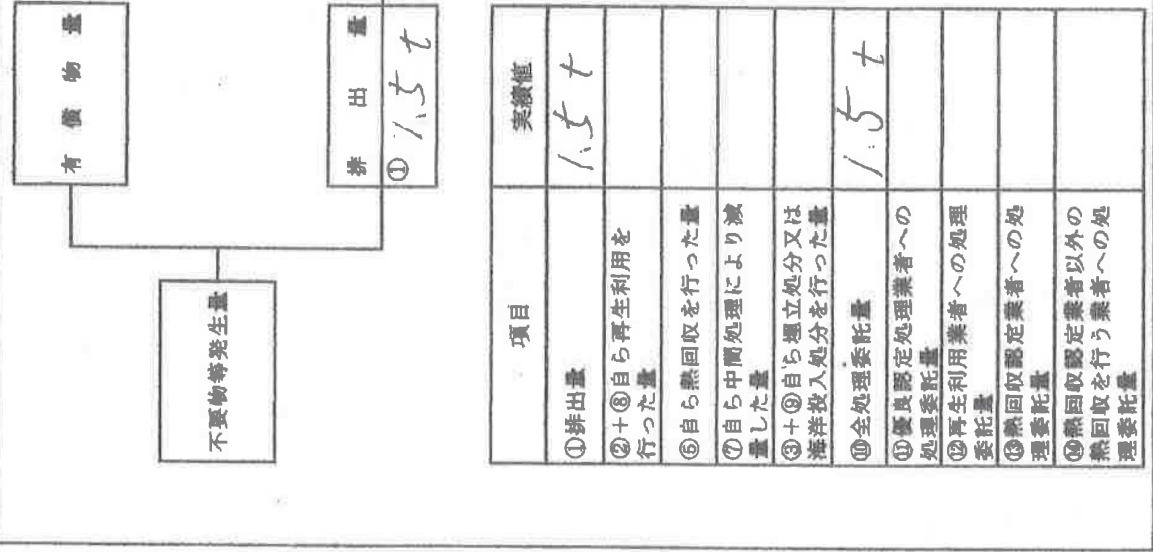 有償物量
不要物等発生量
排出量
① 1.5 t
項目
実績値
①排出量
1.5 t
②+⑧自ら再生利用を
行った量
⑥自ら熱回収を行った量
⑦自ら中間処理により減
量した量
③+⑨自ら埋立処分又は
海洋投入処分を行った量
⑩全処理委託量
1.5 t
⑪優良認定処理業者への
処理委託量
⑫再生利用業者への処理
委託量
⑬熱回収認定業者への処
理委託量
⑭熱回収認定業者以外の
熱回収を行う業者への処
理委託量